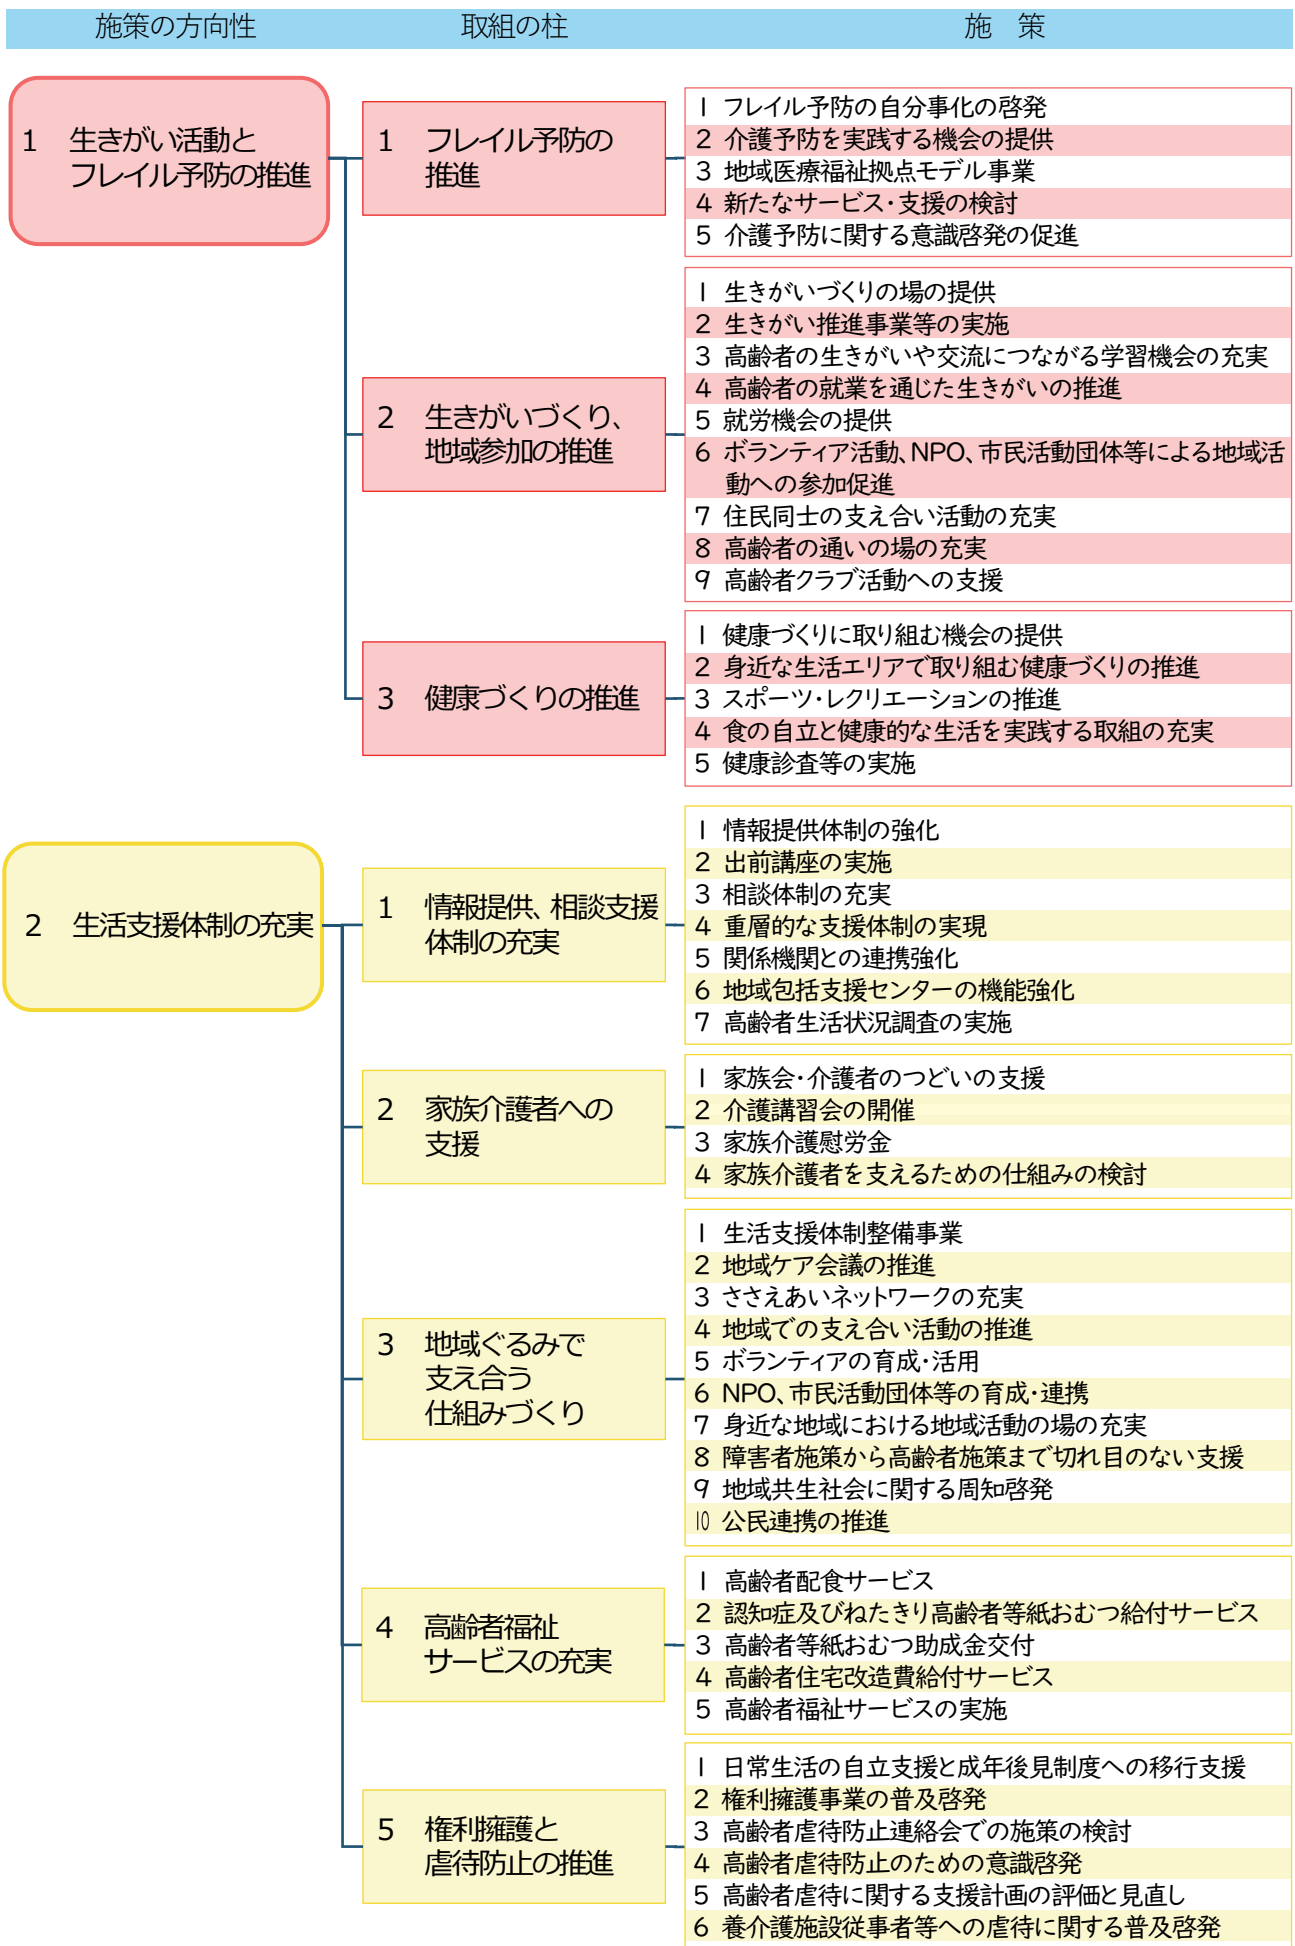 施策の方向性　取組の柱　施　策
1　生きがい活動と
フレイル予防の推進
1　フレイル予防の
推進
1 フレイル予防の自分事化の啓発
2 介護予防を実践する機会の提供
3 地域医療福祉拠点モデル事業
4 新たなサービス・支援の検討
5 介護予防に関する意識啓発の促進
2　生きがいづくり、
地域参加の推進
1 生きがいづくりの場の提供
2 生きがい推進事業等の実施
3 高齢者の生きがいや交流につながる学習機会の充実
4 高齢者の就業を通じた生きがいの推進
5 就労機会の提供
6 ボランティア活動、NPO、市民活動団体等による地域活
動への参加促進
7 住民同士の支え合い活動の充実
8 高齢者の通いの場の充実
9 高齢者クラブ活動への支援
3　健康づくりの推進
1 健康づくりに取り組む機会の提供
2 身近な生活エリアで取り組む健康づくりの推進
3 スポーツ・レクリエーションの推進
4 食の自立と健康的な生活を実践する取組の充実
5 健康診査等の実施
2　生活支援体制の充実
1　情報提供、相談支援
体制の充実
1 情報提供体制の強化
2 出前講座の実施
3 相談体制の充実
4 重層的な支援体制の実現
5 関係機関との連携強化
6 地域包括支援センターの機能強化
7 高齢者生活状況調査の実施
2　家族介護者への
支援
1 家族会・介護者のつどいの支援
2 介護講習会の開催
3 家族介護慰労金
4 家族介護者を支えるための仕組みの検討
3　地域ぐるみで
支え合う
仕組みづくり
1 生活支援体制整備事業
2 地域ケア会議の推進
3 ささえあいネットワークの充実
4 地域での支え合い活動の推進
5 ボランティアの育成・活用
6 NPO、市民活動団体等の育成・連携
7 身近な地域における地域活動の場の充実
8 障害者施策から高齢者施策まで切れ目のない支援
9 地域共生社会に関する周知啓発
10 公民連携の推進
4　高齢者福祉
サービスの充実
1 高齢者配食サービス
2 認知症及びねたきり高齢者等紙おむつ給付サービス
3 高齢者等紙おむつ助成金交付
4 高齢者住宅改造費給付サービス
5 高齢者福祉サービスの実施
5　権利擁護と
虐待防止の推進
1 日常生活の自立支援と成年後見制度への移行支援
2 権利擁護事業の普及啓発
3 高齢者虐待防止連絡会での施策の検討
4 高齢者虐待防止のための意識啓発
5 高齢者虐待に関する支援計画の評価と見直し
6 養介護施設従事者等への虐待に関する普及啓発